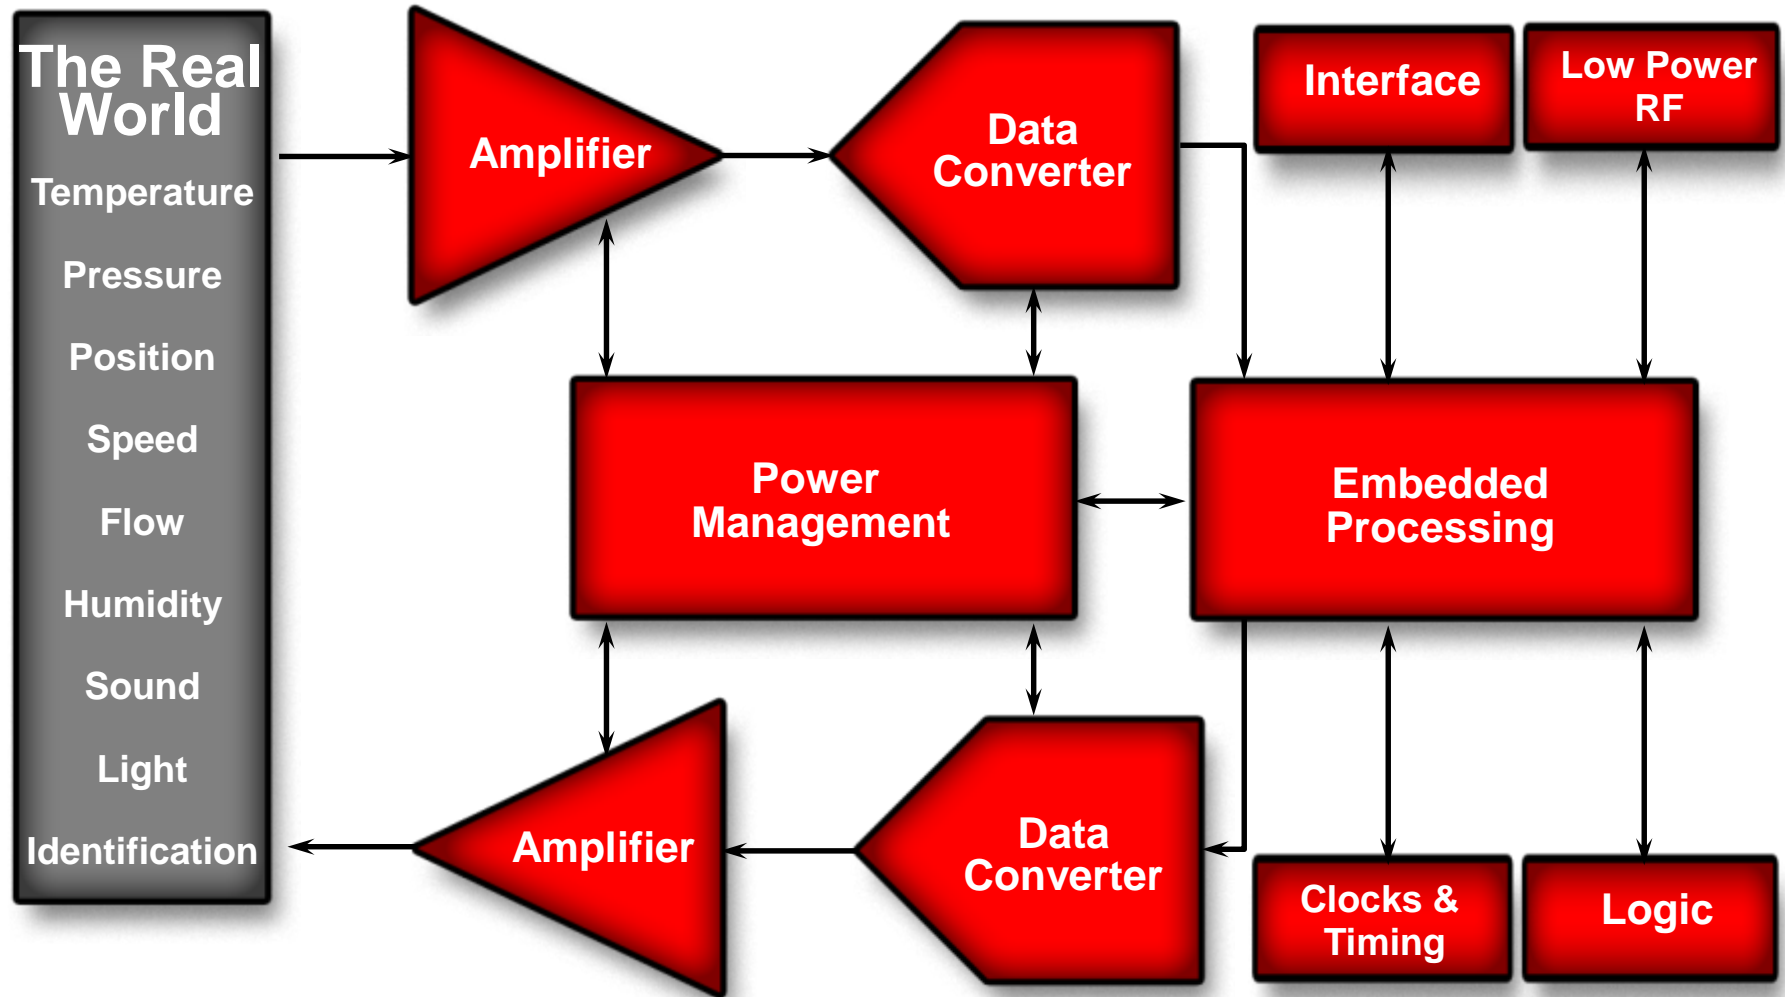 The Real
World
Temperature
Pressure
Position
Speed
Flow
Humidity
Sound
Light
Identification
Amplifier
Data
Converter
Interface
Low Power
RF
Power
Management
Embedded
Processing
Amplifier
Data
Converter
Clocks &
Timing
Logic